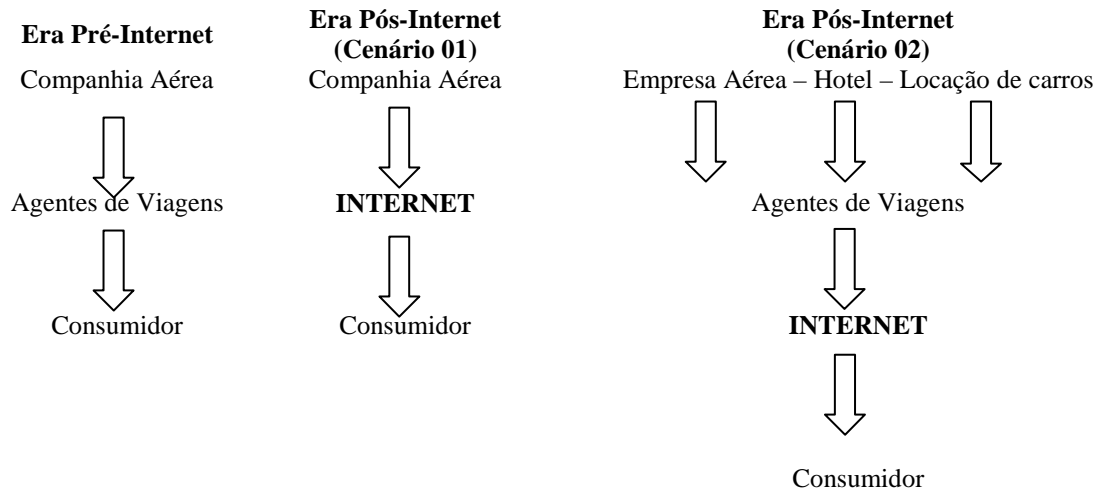 Era Pré-Internet
Companhia Aérea
Agentes de Viagens
Consumidor
Era Pós-Internet
(Cenário 01)
Companhia Aérea
INTERNET
Consumidor
Era Pós-Internet
(Cenário 02)
Empresa Aérea – Hotel – Locação de carros
Agentes de Viagens
INTERNET
Consumidor